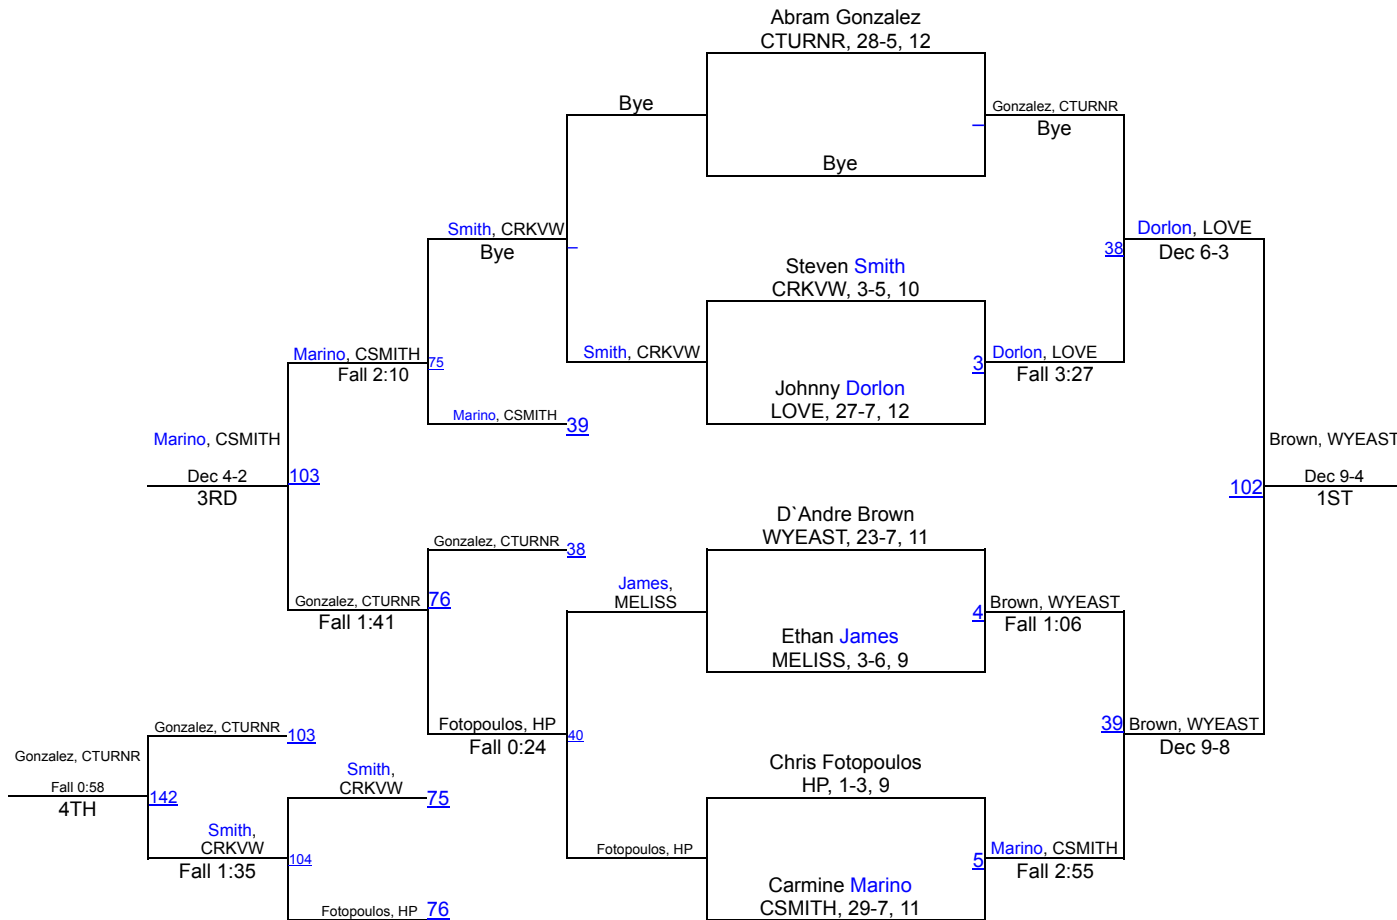 Abram Gonzalez
CTURNR, 28-5, 12
Bye
Gonzalez, CTURNR
Bye
Bye
Smith, CRKVW
Bye
Dorlon, LOVE
38
Dec 6-3
Steven Smith
CRKVW, 3-5, 10
Marino, CSMITH
75
Fall 2:10
Smith, CRKVW
3
Dorlon, LOVE
Fall 3:27
Johnny Dorlon
LOVE, 27-7, 12
Marino, CSMITH
39
Marino, CSMITH
Dec 4-2
103
3RD
Brown, WYEAST
102
Dec 9-4
1ST
D`Andre Brown
WYEAST, 23-7, 11
Gonzalez, CTURNR
38
James,
MELISS
Gonzalez, CTURNR
76
Fall 1:41
4
Brown, WYEAST
Fall 1:06
Ethan James
MELISS, 3-6, 9
Gonzalez, CTURNR
103
Fotopoulos, HP
40
Fall 0:24
39
Brown, WYEAST
Dec 9-8
Gonzalez, CTURNR
Fall 0:58
142
4TH
Smith,
CRKVW
75
Chris Fotopoulos
HP, 1-3, 9
Smith,
CRKVW
104
Fall 1:35
Fotopoulos, HP
5
Marino, CSMITH
Fall 2:55
Carmine Marino
CSMITH, 29-7, 11
Fotopoulos, HP
76